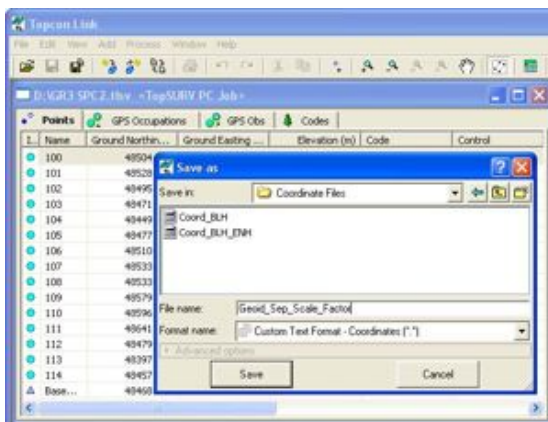 Topcon Link
File Edit View Add Process Window Help
D:\GR3 SPC2.tlsv <TopSURV PC Job>
Points GPS Occupations GPS Obs Codes
I... Name Ground Northin... Ground Easting ... Elevation (m) Code Control
100 48504
101 48528
102 48495
103 48471
104 48449
105 48477
106 48510
107 48533
108 48533
109 48579
110 48596
111 48641
112 48479
113 48397
114 48457
Base... 48468
Save as
Save in: Coordinate Files
Coord_BLH
Coord_BLH_ENH
File name: Geoid_Sep_Scale_Factor
Format name: Custom Text Format - Coordinates (*.*)
Advanced options
Save Cancel